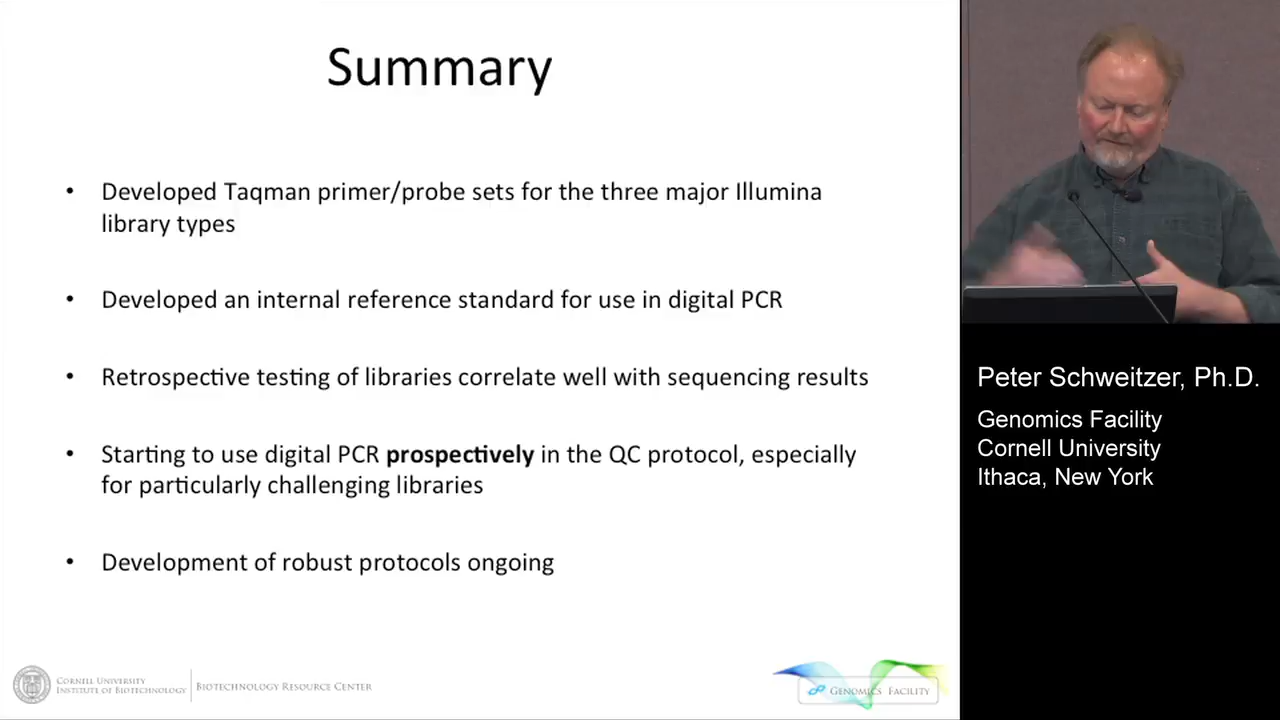 Summary
• Developed Taqman primer/probe sets for the three major Illumina
library types
• Developed an internal reference standard for use in digital PCR
• Retrospective testing of libraries correlate well with sequencing results
• Starting to use digital PCR prospectively in the QC protocol, especially
for particularly challenging libraries
• Development of robust protocols ongoing
Cornell University
Institute of Biotechnology
Biotechnology Resource Center
Genomics Facility
Peter Schweitzer, Ph.D.
Genomics Facility
Cornell University
Ithaca, New York